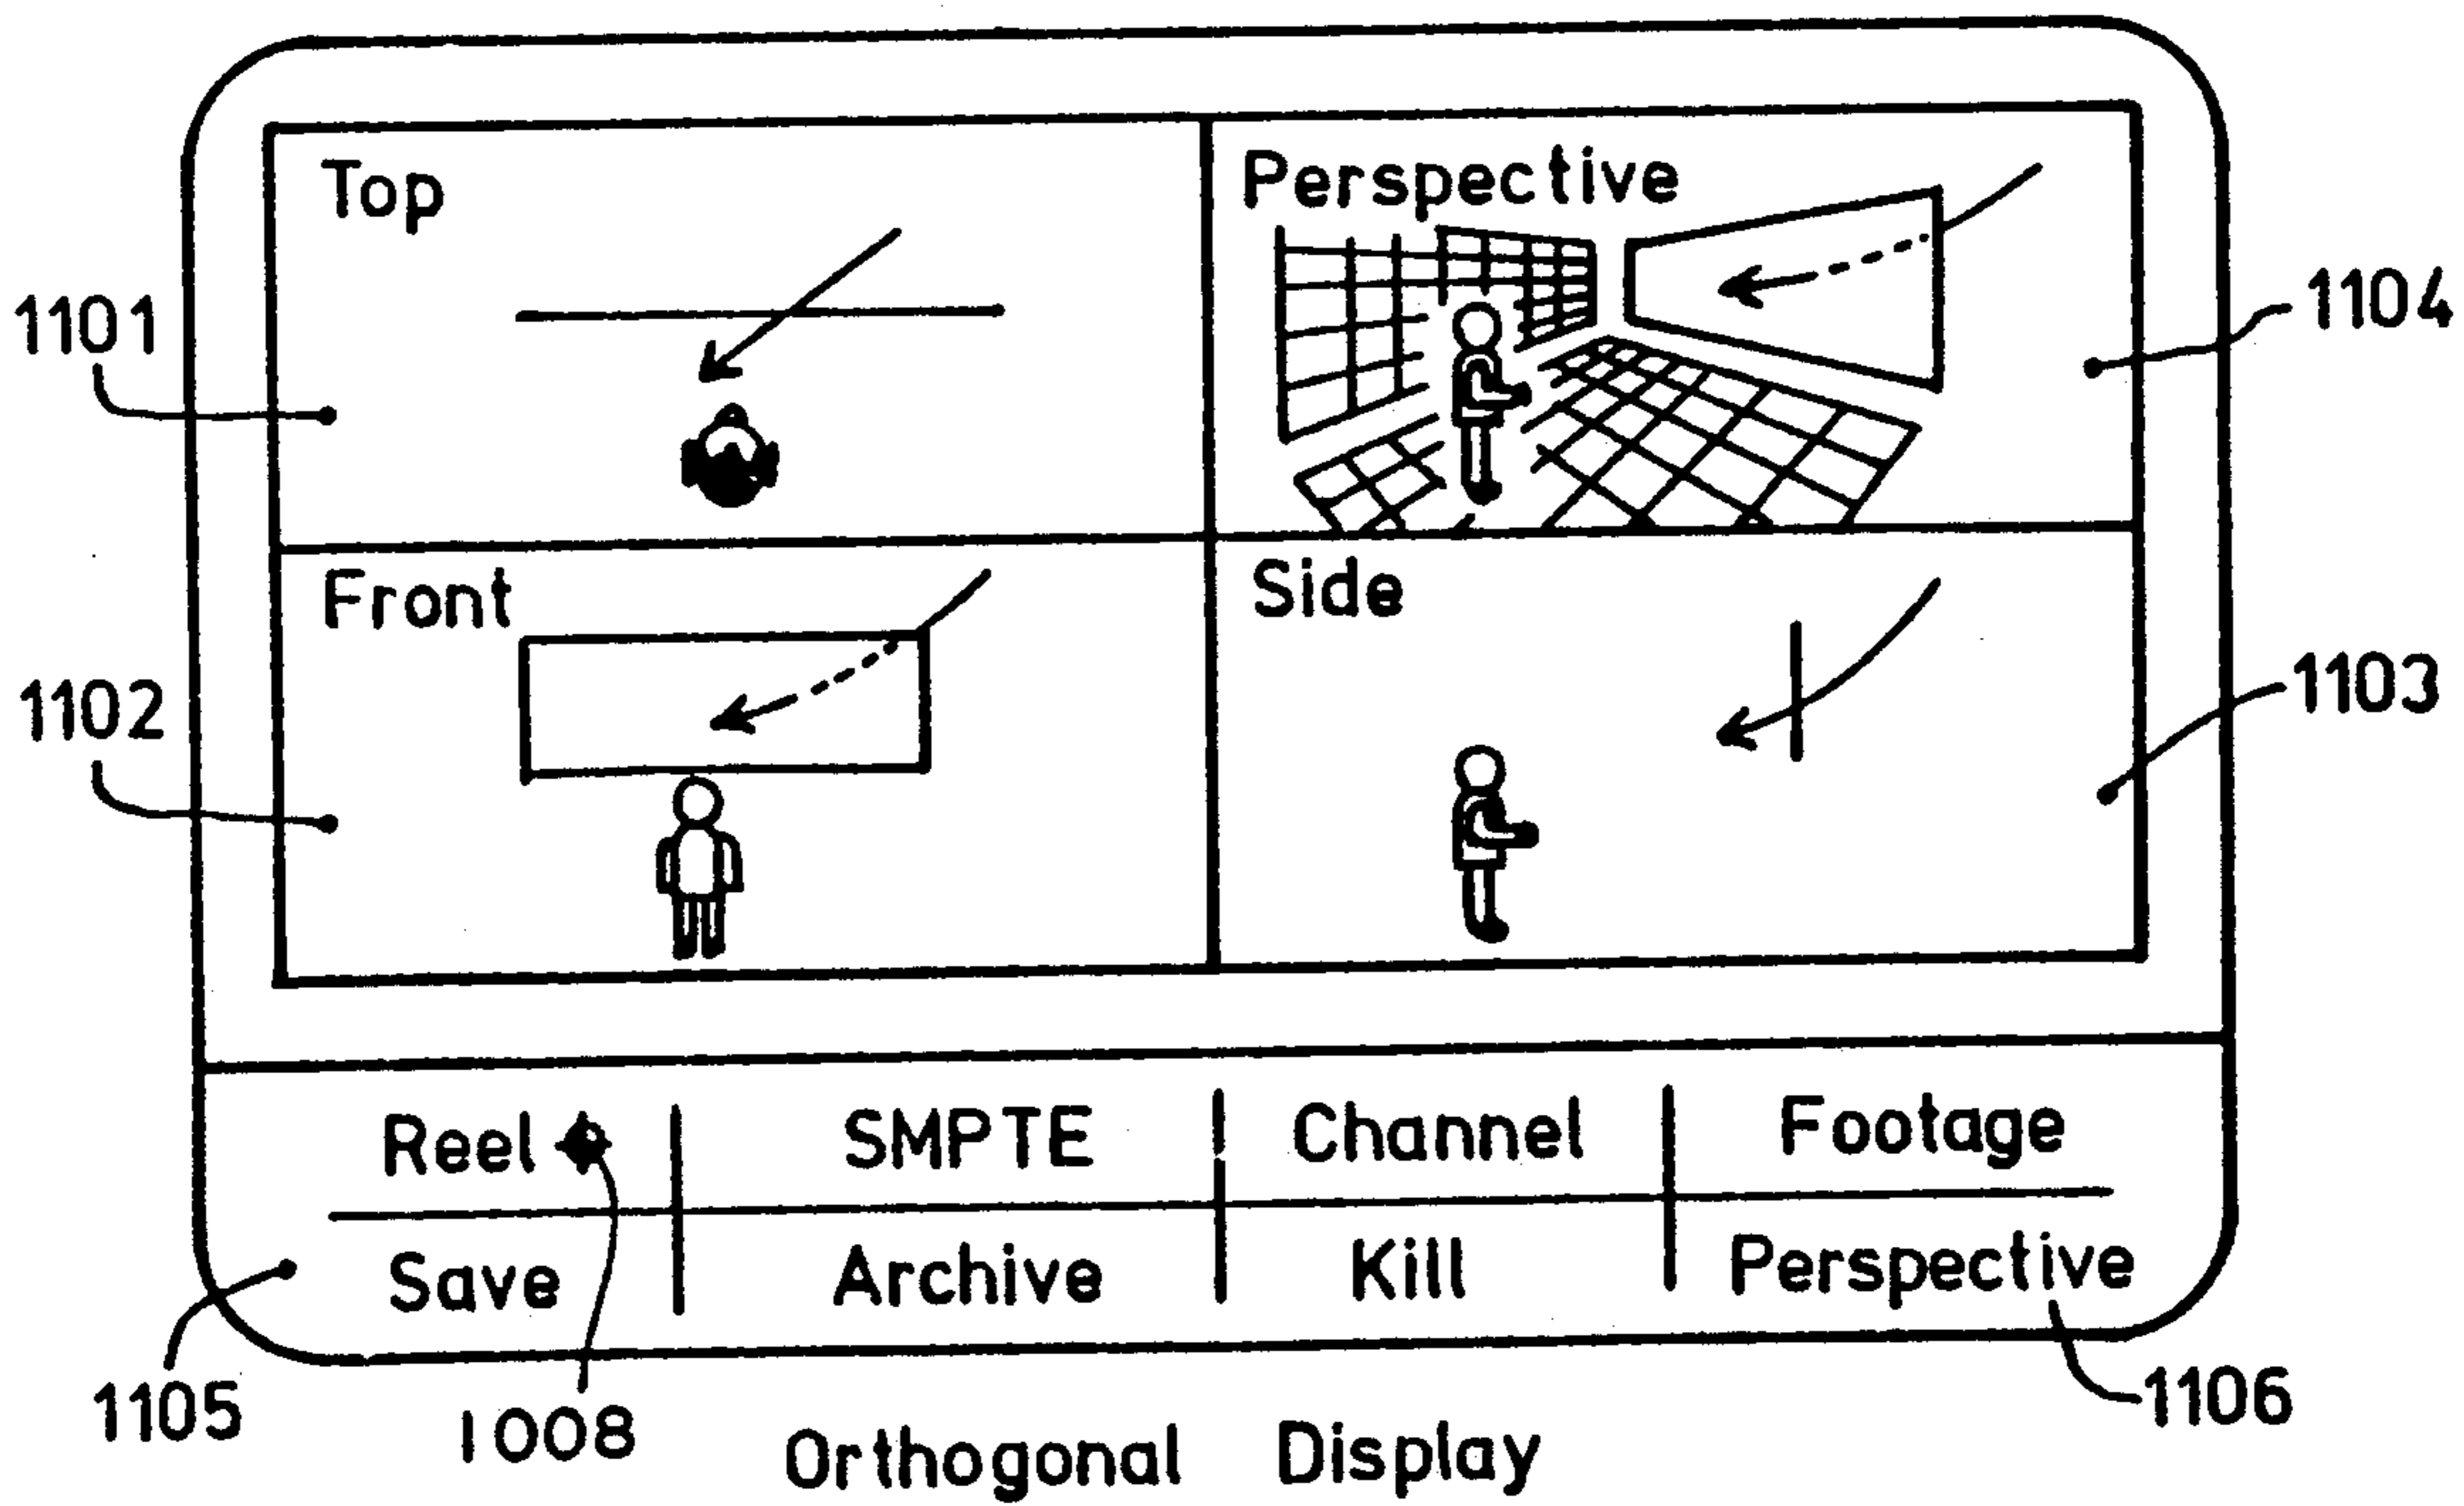 Top
Perspective
1101
1104
Front
Side
1102
1103
Reel SMPTE Channel Footage
Save Archive Kill Perspective
1105
1008
1106
Orthogonal Display